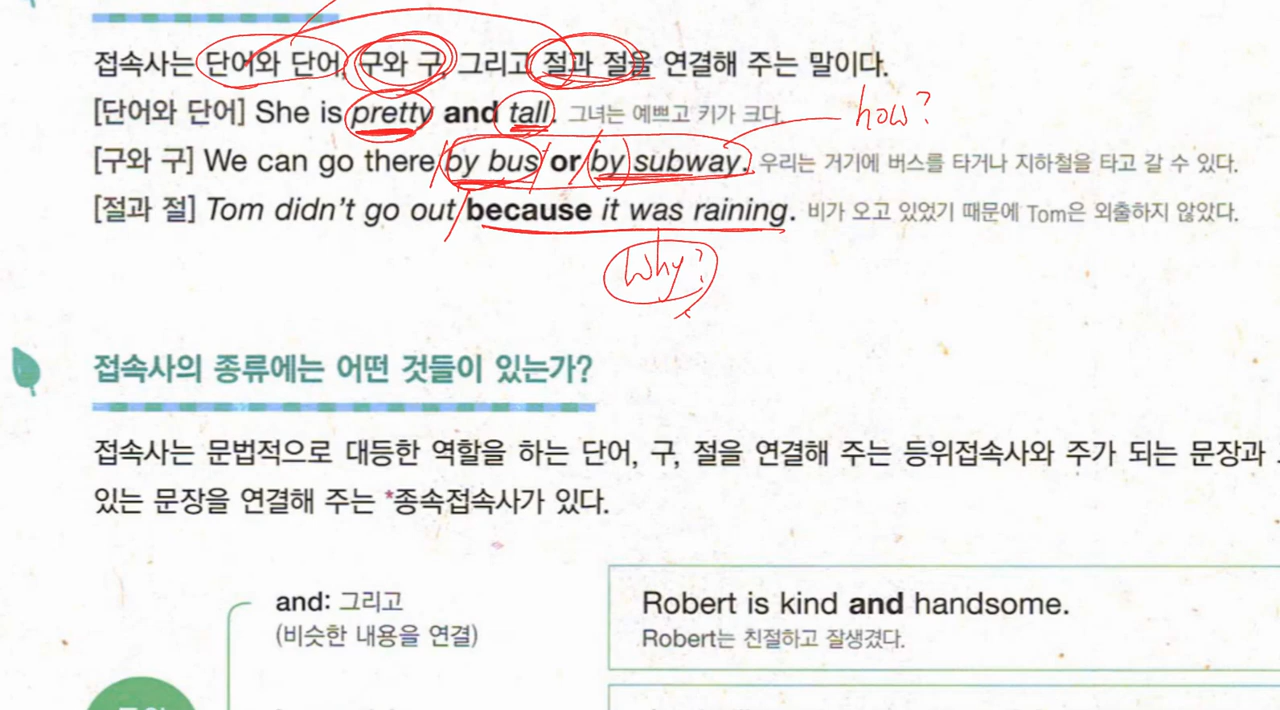 접속사는 단어와 단어, 구와 구, 그리고 절과 절을 연결해 주는 말이다.
[단어와 단어] She is pretty and tall. 그녀는 예쁘고 키가 크다.
how?
[구와 구] We can go there by bus or by subway. 우리는 거기에 버스를 타거나 지하철을 타고 갈 수 있다.
[절과 절] Tom didn't go out because it was raining. 비가 오고 있었기 때문에 Tom은 외출하지 않았다.
Why?
접속사의 종류에는 어떤 것들이 있는가?
접속사는 문법적으로 대등한 역할을 하는 단어, 구, 절을 연결해 주는 등위접속사와 주가 되는 문장과
있는 문장을 연결해 주는 *종속접속사가 있다.
and: 그리고
(비슷한 내용을 연결)
Robert is kind and handsome.
Robert는 친절하고 잘생겼다.